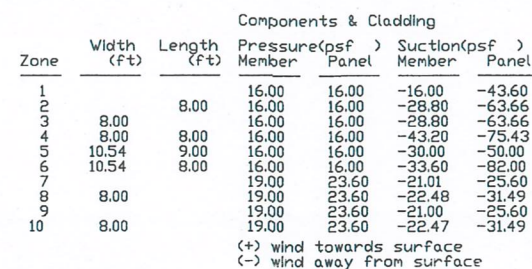 Components & Cladding
Width Length Pressure(psf ) Suction(psf )
Zone (ft) (ft) Member Panel Member Panel
1 16.00 16.00 -16.00 -43.60
2 8.00 16.00 16.00 -28.80 -63.66
3 8.00 16.00 16.00 -28.80 -63.66
4 8.00 8.00 16.00 16.00 -43.20 -75.43
5 10.54 9.00 16.00 16.00 -30.00 -50.00
6 10.54 8.00 16.00 16.00 -33.60 -82.00
7 19.00 23.60 -21.01 -25.60
8 8.00 19.00 23.60 -22.48 -31.49
9 19.00 23.60 -21.00 -25.60
10 8.00 19.00 23.60 -22.47 -31.49
(+) wind towards surface
(-) wind away from surface